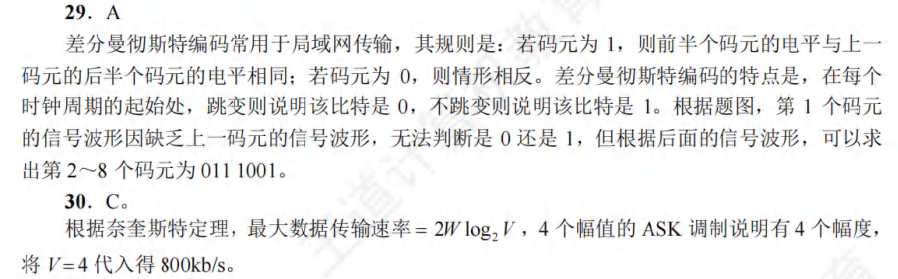 29．A
差分曼彻斯特编码常用于局域网传输，其规则是：若码元为 1，则前半个码元的电平与上一
码元的后半个码元的电平相同；若码元为 0，则情形相反。差分曼彻斯特编码的特点是，在每个
时钟周期的起始处，跳变则说明该比特是 0，不跳变则说明该比特是 1。根据题图，第 1 个码元
的信号波形因缺乏上一码元的信号波形，无法判断是 0 还是 1，但根据后面的信号波形，可以求
出第 2～8 个码元为 011 1001。
30．C。
根据奈奎斯特定理，最大数据传输速率 = 2W log₂ V，4 个幅值的 ASK 调制说明有 4 个幅度，
将 V=4 代入得 800kb/s。